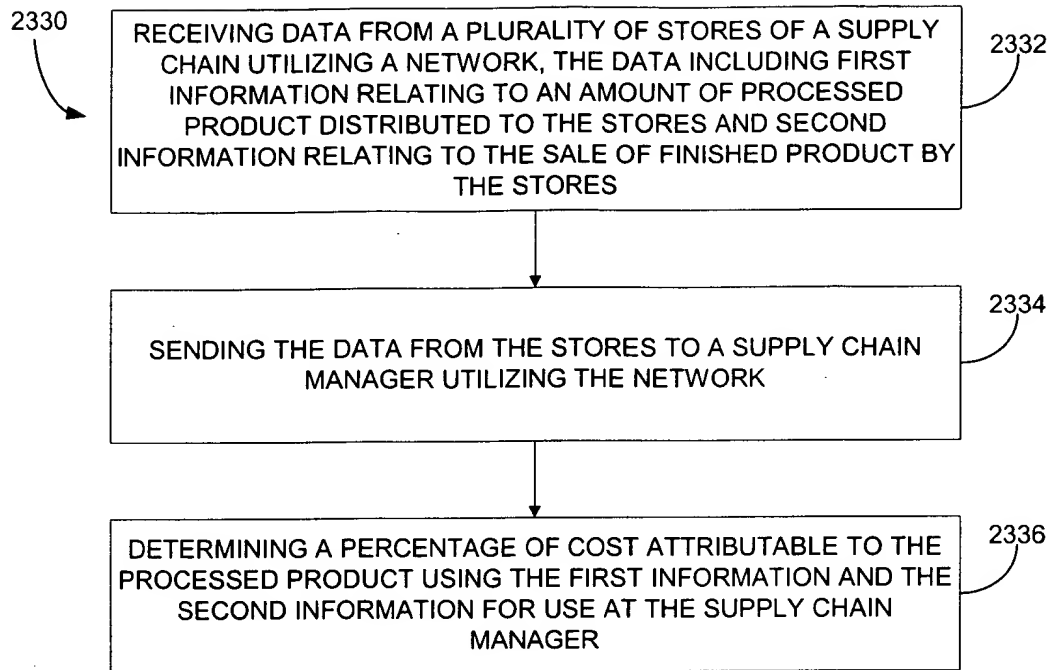 2330
RECEIVING DATA FROM A PLURALITY OF STORES OF A SUPPLY
CHAIN UTILIZING A NETWORK, THE DATA INCLUDING FIRST
INFORMATION RELATING TO AN AMOUNT OF PROCESSED
PRODUCT DISTRIBUTED TO THE STORES AND SECOND
INFORMATION RELATING TO THE SALE OF FINISHED PRODUCT BY
THE STORES
2332
SENDING THE DATA FROM THE STORES TO A SUPPLY CHAIN
MANAGER UTILIZING THE NETWORK
2334
DETERMINING A PERCENTAGE OF COST ATTRIBUTABLE TO THE
PROCESSED PRODUCT USING THE FIRST INFORMATION AND THE
SECOND INFORMATION FOR USE AT THE SUPPLY CHAIN
MANAGER
2336